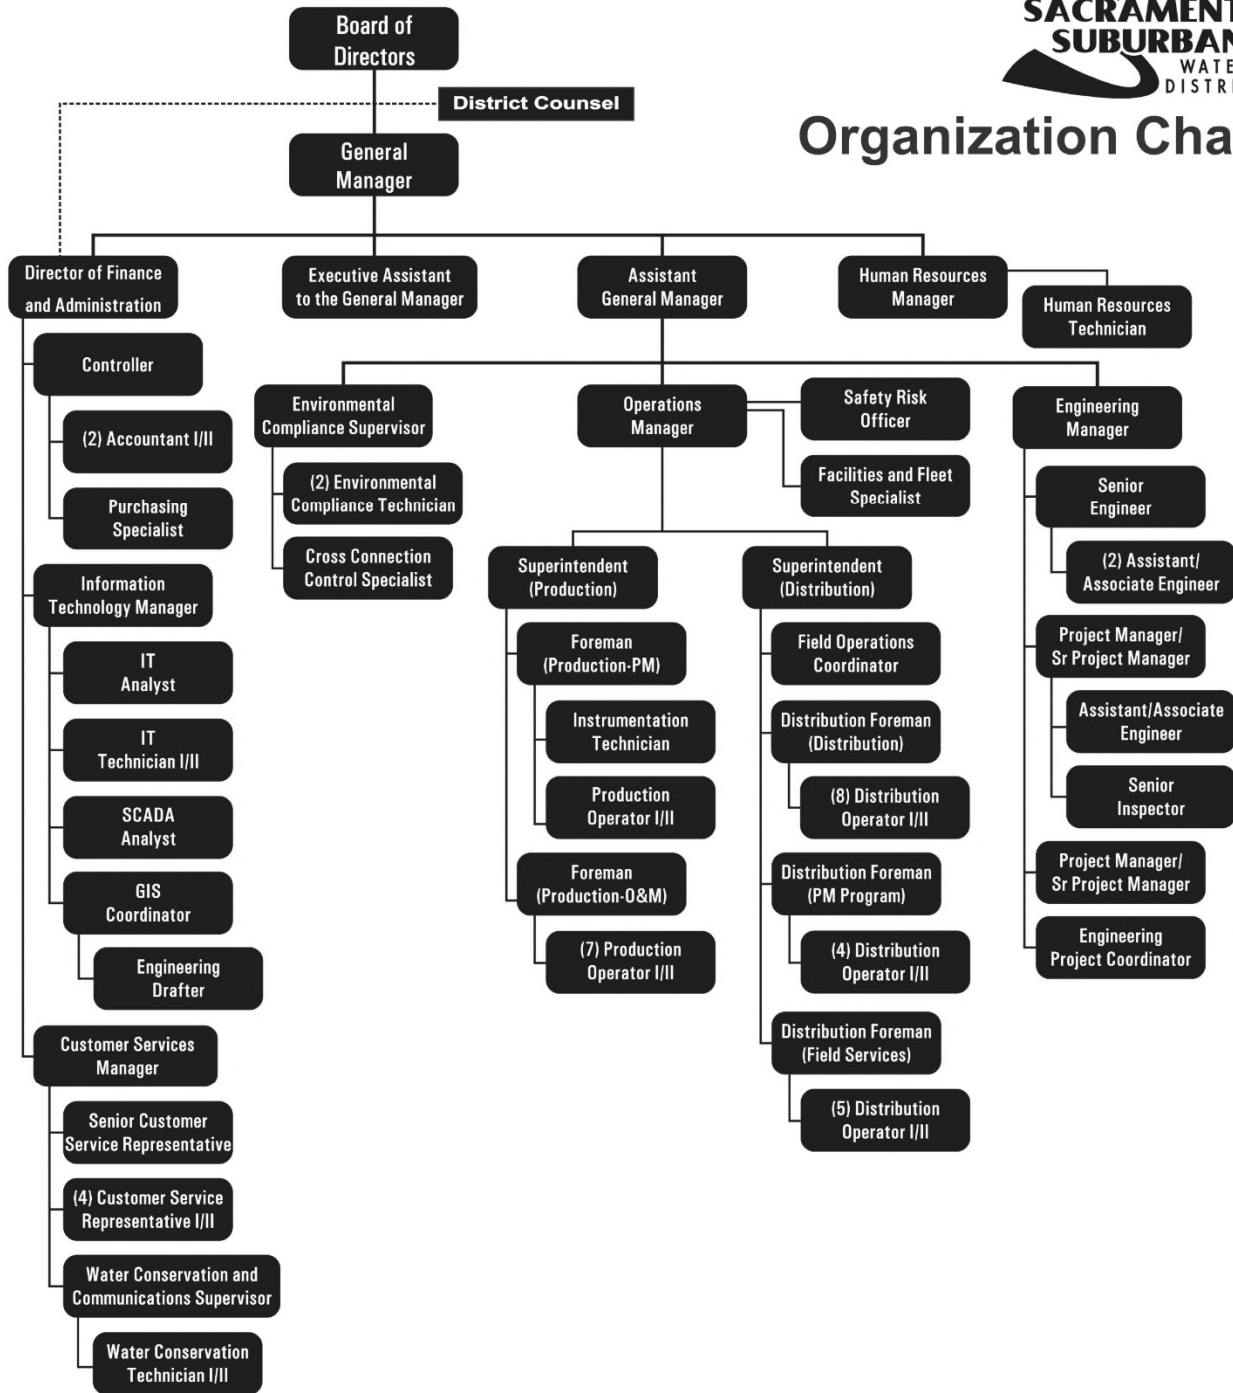 SACRAMENT
SUBURBAN
WATE
DISTRI
Organization Cha
Board of
Directors
District Counsel
General
Manager
Director of Finance
and Administration
Executive Assistant
to the General Manager
Assistant
General Manager
Human Resources
Manager
Human Resources
Technician
Controller
(2) Accountant I/II
Purchasing
Specialist
Information
Technology Manager
IT
Analyst
IT
Technician I/II
SCADA
Analyst
GIS
Coordinator
Engineering
Drafter
Customer Services
Manager
Senior Customer
Service Representative
(4) Customer Service
Representative I/II
Water Conservation and
Communications Supervisor
Water Conservation
Technician I/II
Environmental
Compliance Supervisor
(2) Environmental
Compliance Technician
Cross Connection
Control Specialist
Operations
Manager
Safety Risk
Officer
Facilities and Fleet
Specialist
Superintendent
(Production)
Foreman
(Production-PM)
Instrumentation
Technician
Production
Operator I/II
Foreman
(Production-O&M)
(7) Production
Operator I/II
Superintendent
(Distribution)
Field Operations
Coordinator
Distribution Foreman
(Distribution)
(8) Distribution
Operator I/II
Distribution Foreman
(PM Program)
(4) Distribution
Operator I/II
Distribution Foreman
(Field Services)
(5) Distribution
Operator I/II
Engineering
Manager
Senior
Engineer
(2) Assistant/
Associate Engineer
Project Manager/
Sr Project Manager
Assistant/Associate
Engineer
Senior
Inspector
Project Manager/
Sr Project Manager
Engineering
Project Coordinator